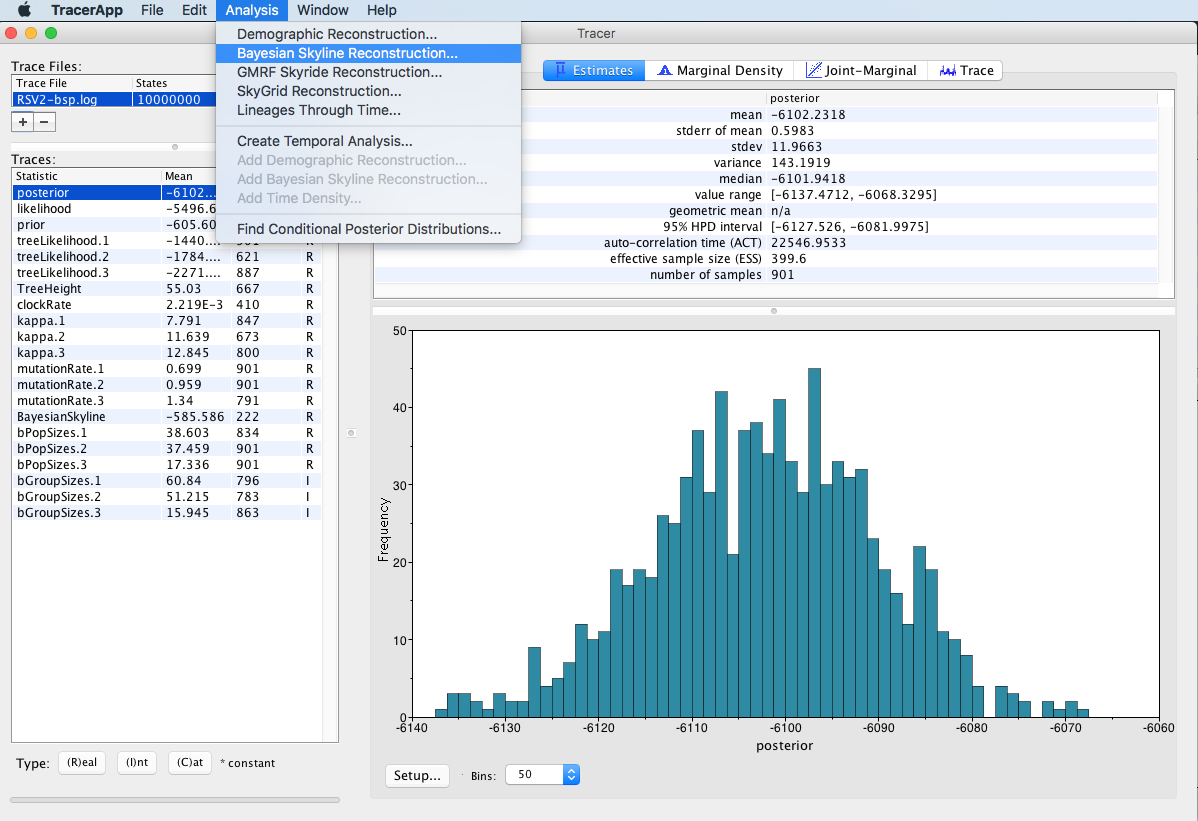 TracerApp File Edit Analysis Window Help
Tracer
Demographic Reconstruction...
Bayesian Skyline Reconstruction...
GMRF Skyride Reconstruction...
SkyGrid Reconstruction...
Lineages Through Time...
Create Temporal Analysis...
Add Demographic Reconstruction...
Add Bayesian Skyline Reconstruction...
Add Time Density...
Find Conditional Posterior Distributions...
Trace Files:
Trace File States
RSV2-bsp.log 10000000
+ −
Traces:
Statistic Mean
posterior -6102...
likelihood -5496.6
prior -605.60
treeLikelihood.1 -1440.... R
treeLikelihood.2 -1784.... 621 R
treeLikelihood.3 -2271.... 887 R
TreeHeight 55.03 667 R
clockRate 2.219E-3 410 R
kappa.1 7.791 847 R
kappa.2 11.639 673 R
kappa.3 12.845 800 R
mutationRate.1 0.699 901 R
mutationRate.2 0.959 901 R
mutationRate.3 1.34 791 R
BayesianSkyline -585.586 222 R
bPopSizes.1 38.603 834 R
bPopSizes.2 37.459 901 R
bPopSizes.3 17.336 901 R
bGroupSizes.1 60.84 796 I
bGroupSizes.2 51.215 783 I
bGroupSizes.3 15.945 863 I
Type: (R)eal (I)nt (C)at * constant
Estimates Marginal Density Joint-Marginal Trace
posterior
mean -6102.2318
stderr of mean 0.5983
stdev 11.9663
variance 143.1919
median -6101.9418
value range [-6137.4712, -6068.3295]
geometric mean n/a
95% HPD interval [-6127.526, -6081.9975]
auto-correlation time (ACT) 22546.9533
effective sample size (ESS) 399.6
number of samples 901
50
40
30
20
10
0
Frequency
-6140 -6130 -6120 -6110 -6100 -6090 -6080 -6070 -6060
posterior
Setup... Bins: 50